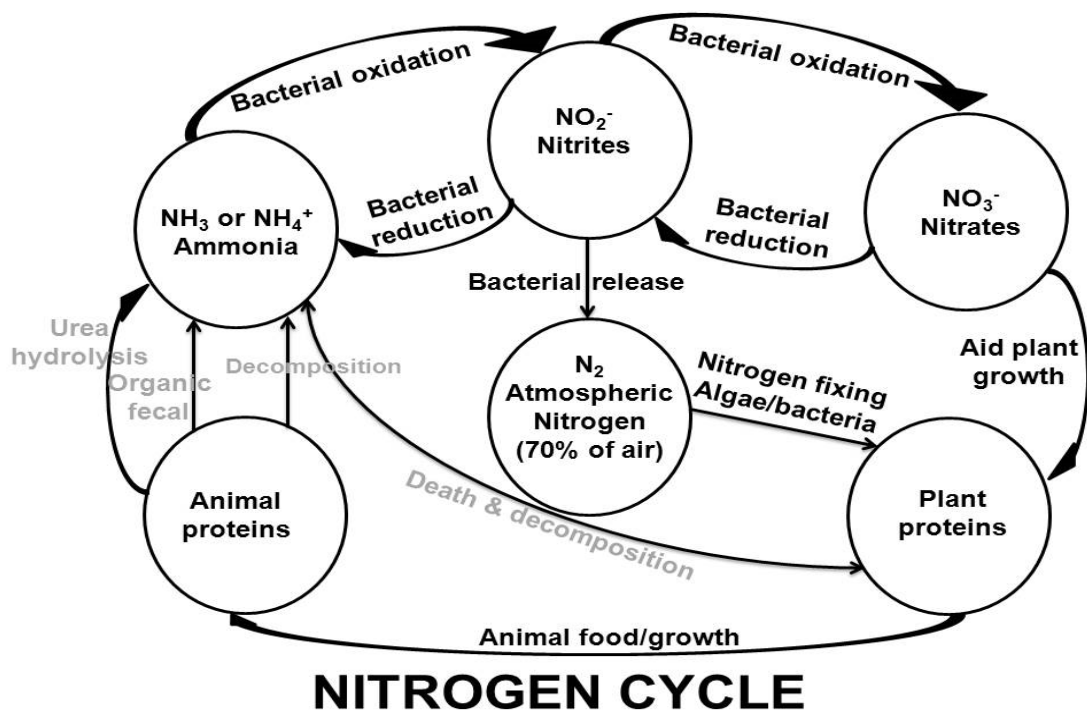 Bacterial oxidation
Bacterial oxidation
NO₂⁻
Nitrites
NH₃ or NH₄⁺
Ammonia
Bacterial
reduction
Bacterial
reduction
NO₃⁻
Nitrates
Bacterial release
Urea
hydrolysis
Organic
fecal
Decomposition
N₂
Atmospheric
Nitrogen
(70% of air)
Nitrogen fixing
Algae/bacteria
Aid plant
growth
Animal
proteins
Death & decomposition
Plant
proteins
Animal food/growth
NITROGEN CYCLE